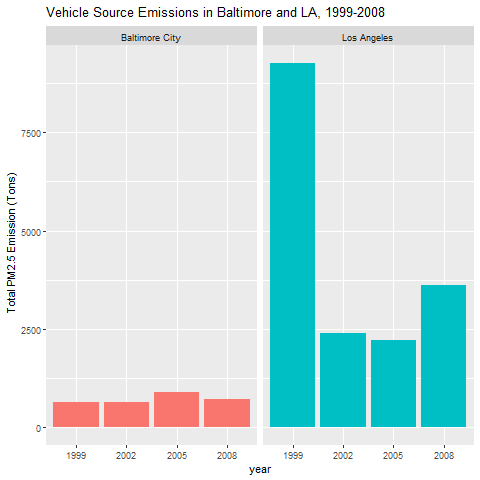 Vehicle Source Emissions in Baltimore and LA, 1999-2008
Baltimore City
Los Angeles
Total PM2.5 Emission (Tons)
7500
5000
2500
0
1999 2002 2005 2008
1999 2002 2005 2008
year